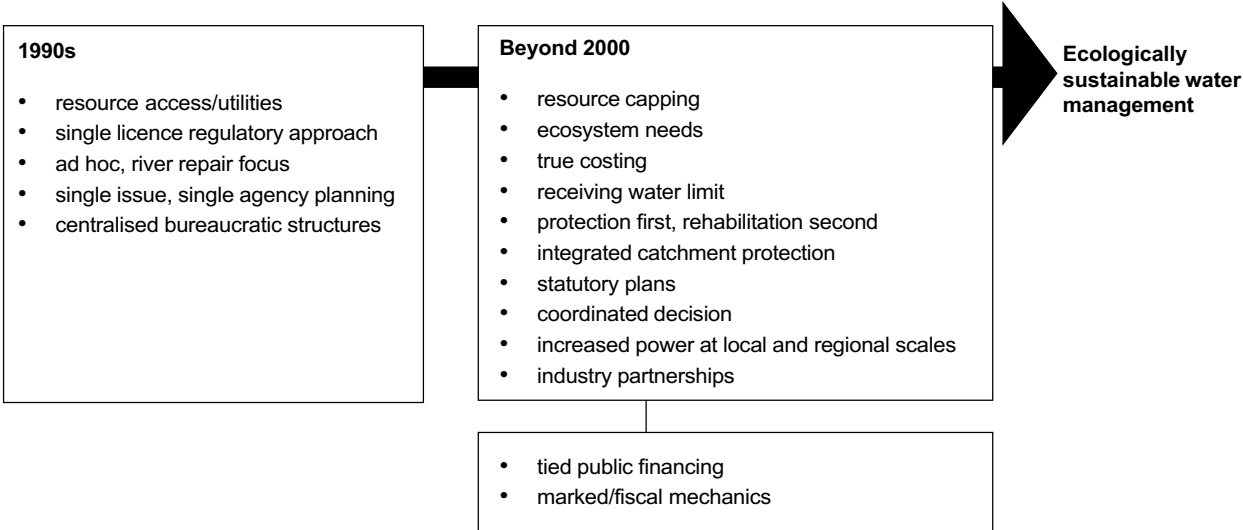 1990s
• resource access/utilities
• single licence regulatory approach
• ad hoc, river repair focus
• single issue, single agency planning
• centralised bureaucratic structures
Beyond 2000
• resource capping
• ecosystem needs
• true costing
• receiving water limit
• protection first, rehabilitation second
• integrated catchment protection
• statutory plans
• coordinated decision
• increased power at local and regional scales
• industry partnerships
• tied public financing
• marked/fiscal mechanics
Ecologically
sustainable water
management